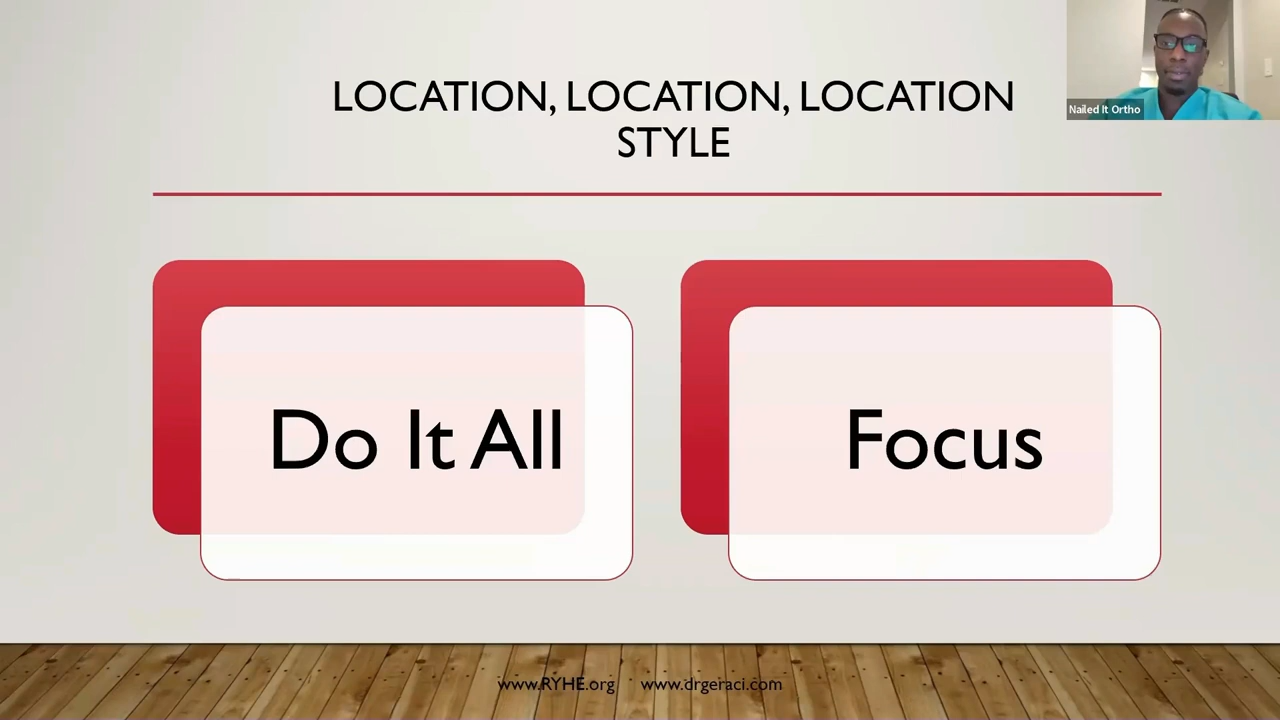 LOCATION, LOCATION, LOCATION
STYLE
Nailed It Ortho
Do It All
Focus
www.RYHE.org www.drgeraci.com